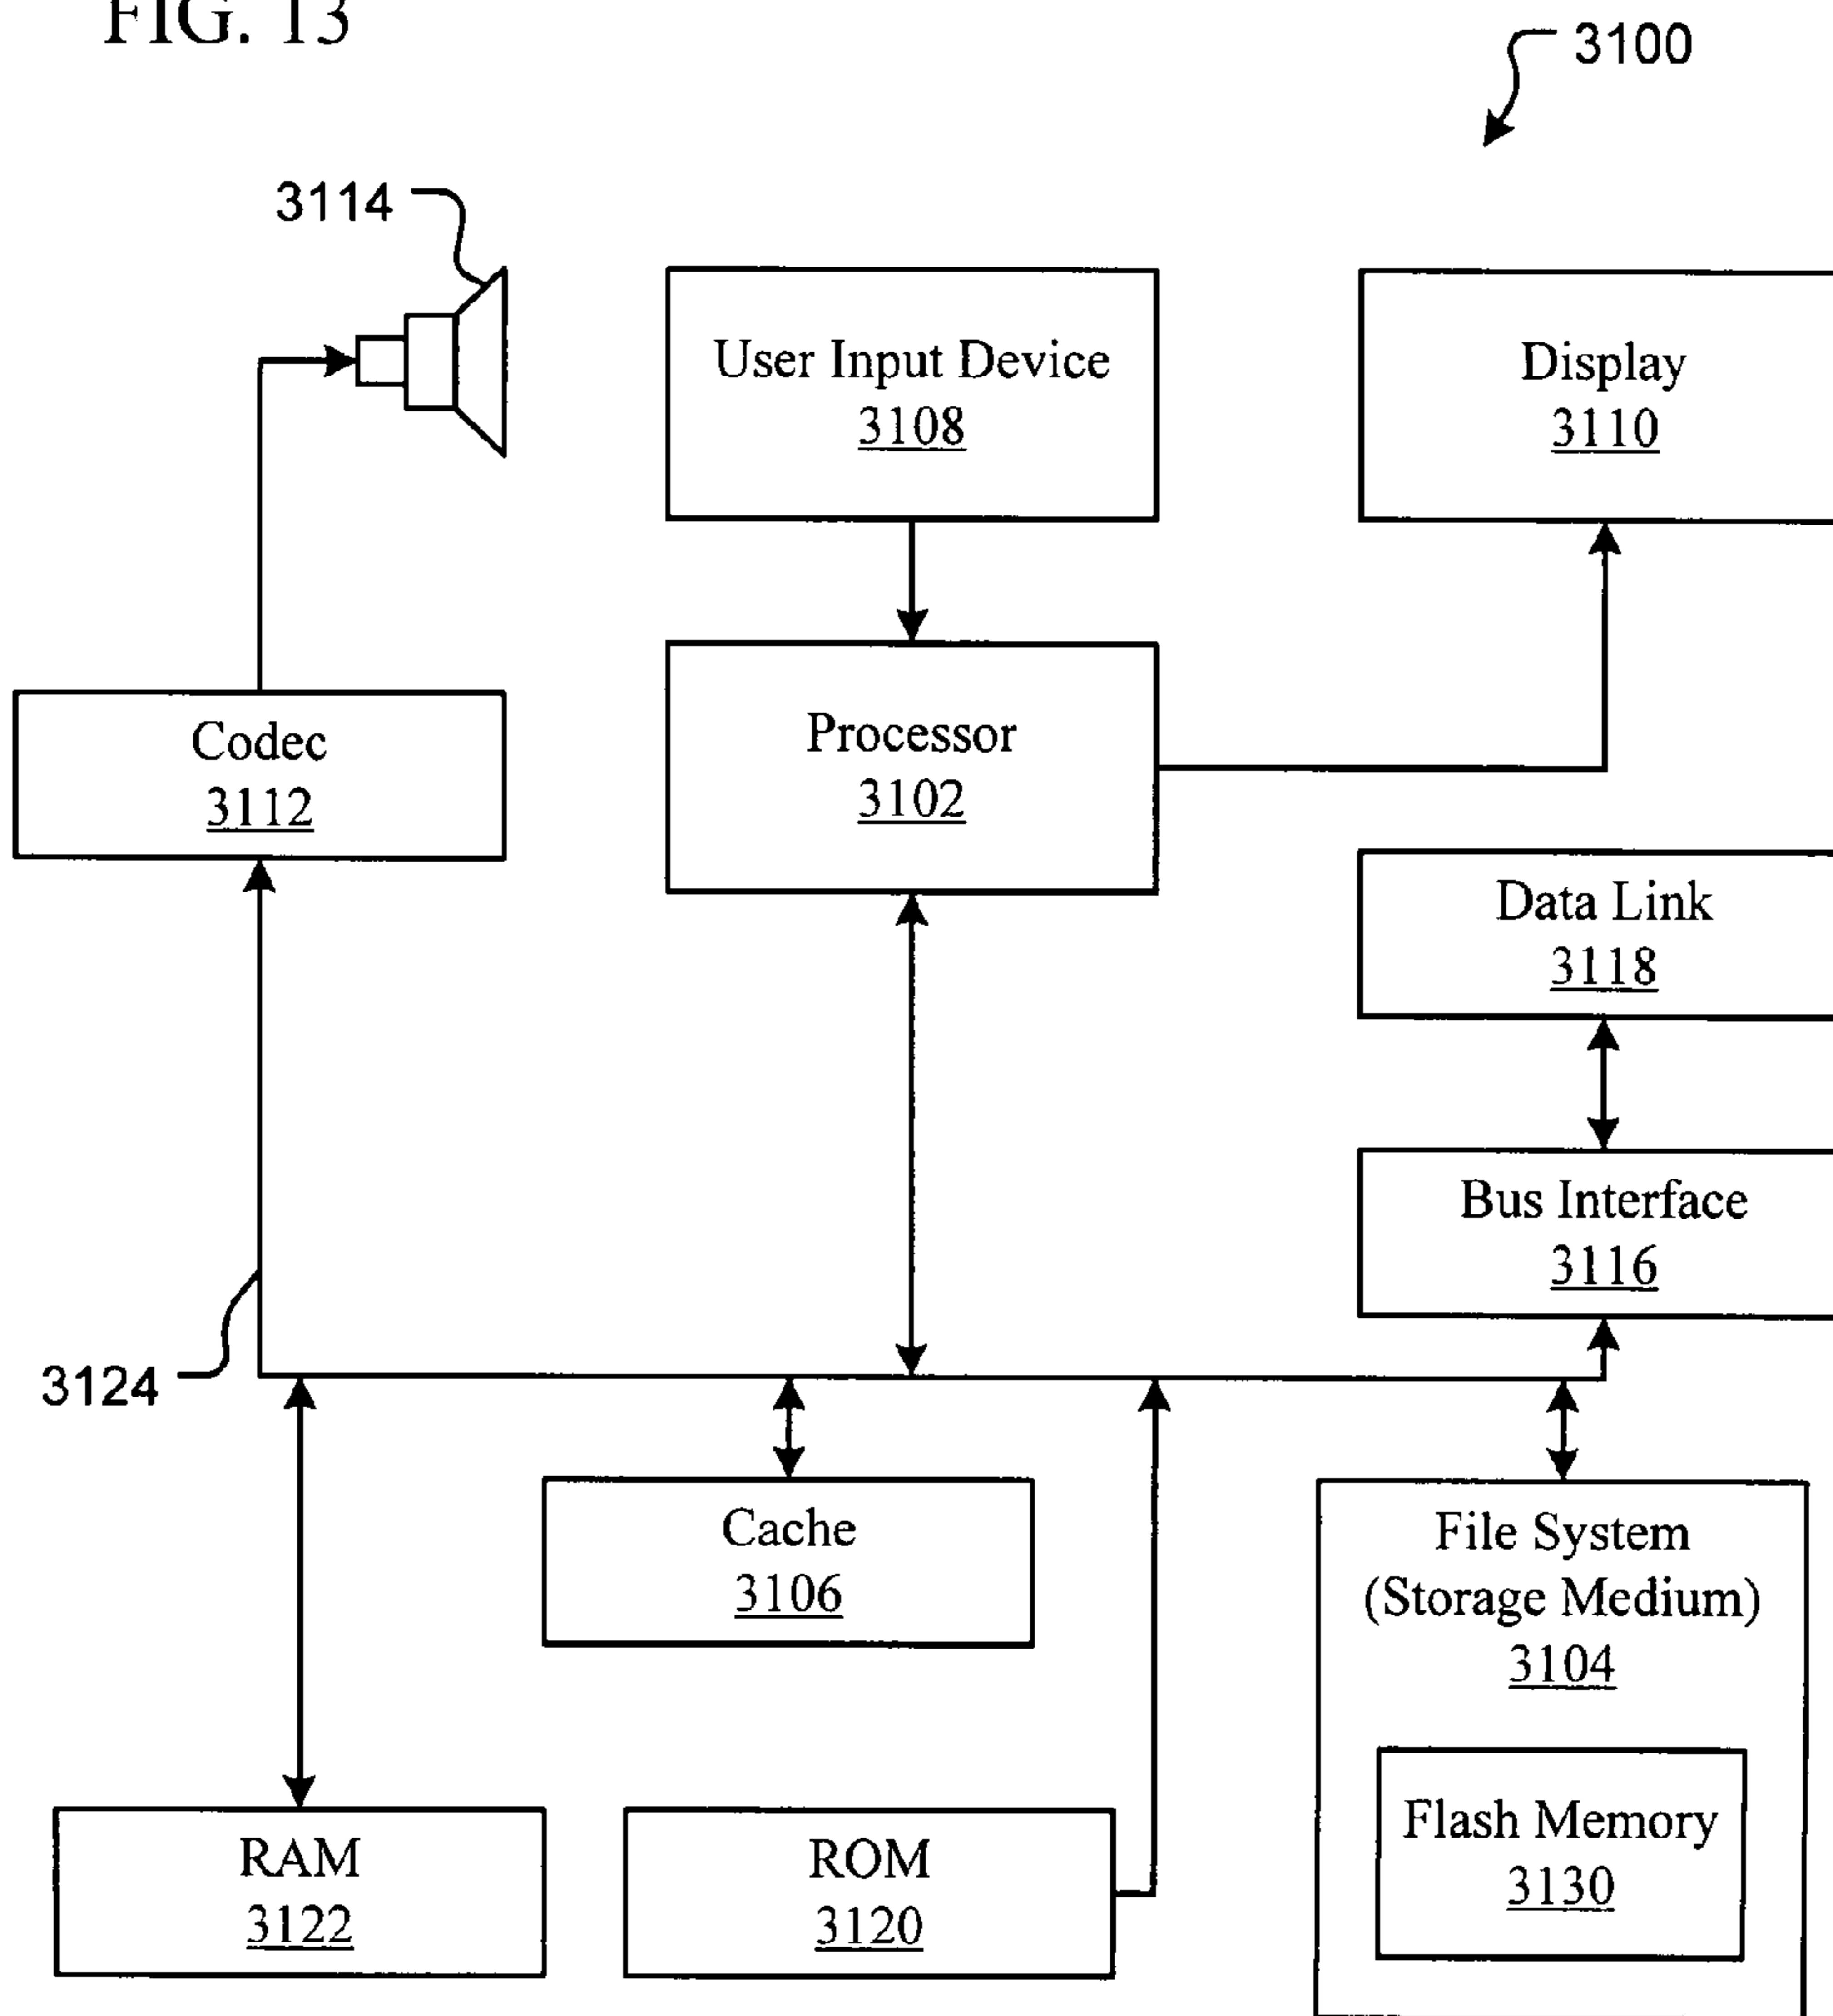 FIG. 13
3100
3114
User Input Device
3108
Display
3110
Codec
3112
Processor
3102
Data Link
3118
Bus Interface
3116
3124
Cache
3106
File System
(Storage Medium)
3104
Flash Memory
3130
RAM
3122
ROM
3120